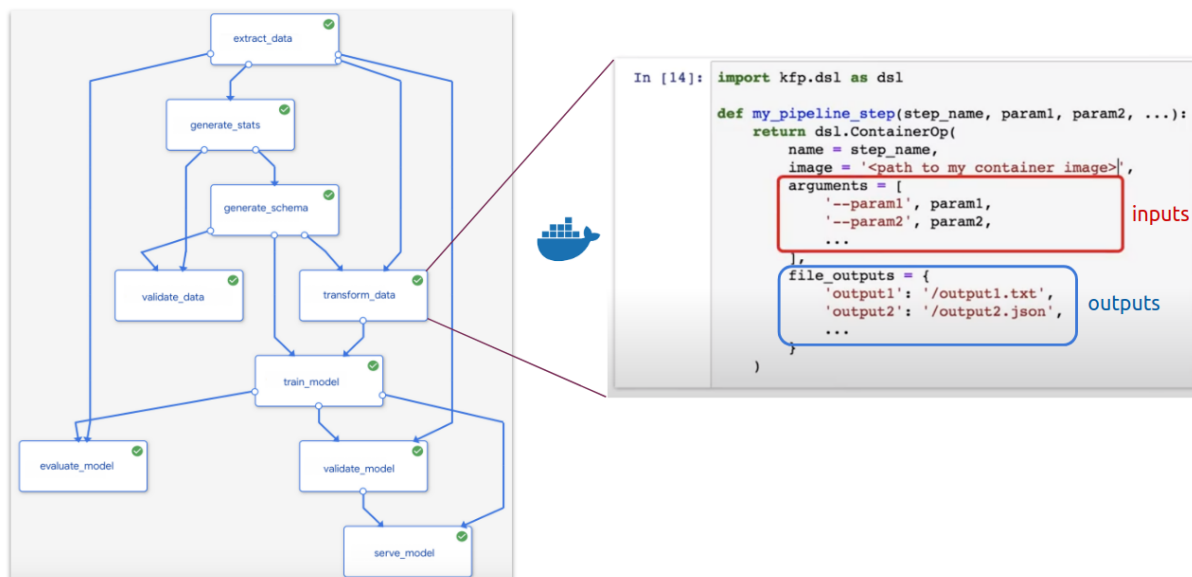 extract_data
generate_stats
generate_schema
validate_data
transform_data
train_model
evaluate_model
validate_model
serve_model
In [14]: import kfp.dsl as dsl
def my_pipeline_step(step_name, param1, param2, ...):
return dsl.ContainerOp(
name = step_name,
image = '<path to my container image>',
arguments = [
'--param1', param1,
'--param2', param2,
...
],
file_outputs = {
'output1': '/output1.txt',
'output2': '/output2.json',
...
}
)
inputs
outputs